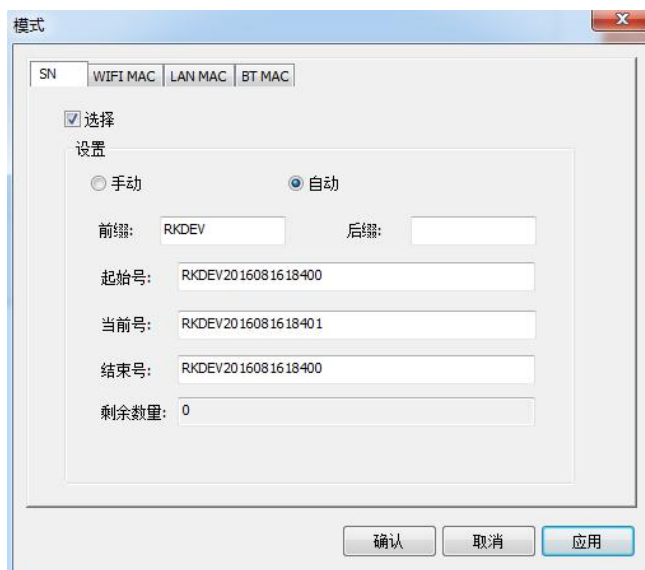 模式
SN WIFI MAC LAN MAC BT MAC
选择
设置
手动 自动
前缀: RKDEV 后缀:
起始号: RKDEV2016081618400
当前号: RKDEV2016081618401
结束号: RKDEV2016081618400
剩余数量: 0
确认 取消 应用